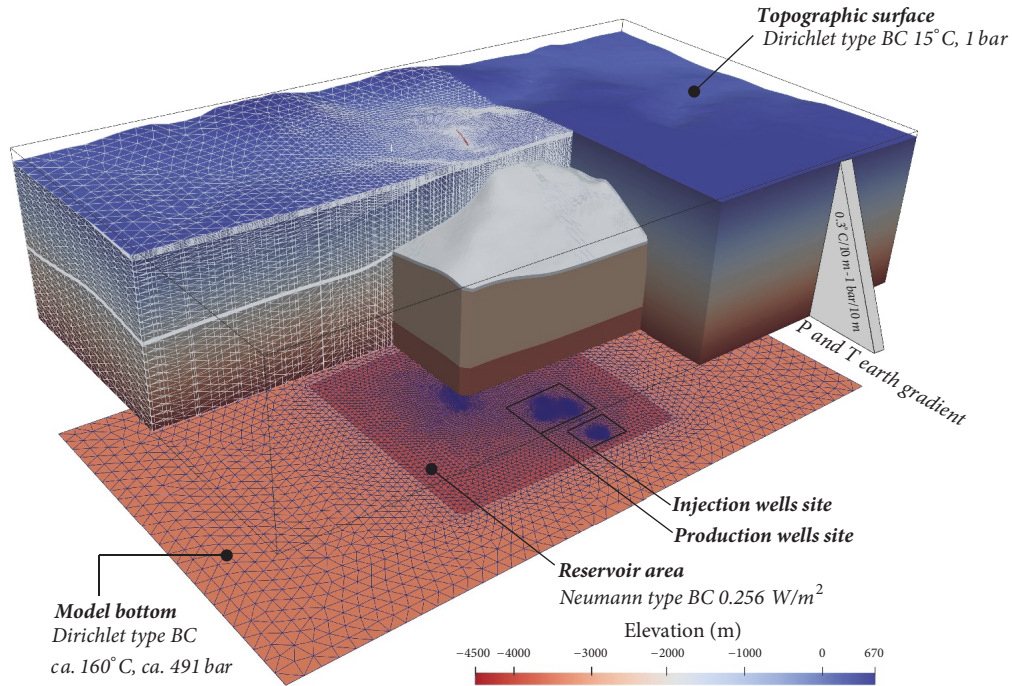 Topographic surface
Dirichlet type BC 15°C, 1 bar
0.3°C/10 m-1 bar/10 m
P and T earth gradient
Injection wells site
Production wells site
Reservoir area
Neumann type BC 0.256 W/m²
Model bottom
Dirichlet type BC
ca. 160°C, ca. 491 bar
Elevation (m)
−4500 −4000 −3000 −2000 −1000 0 670